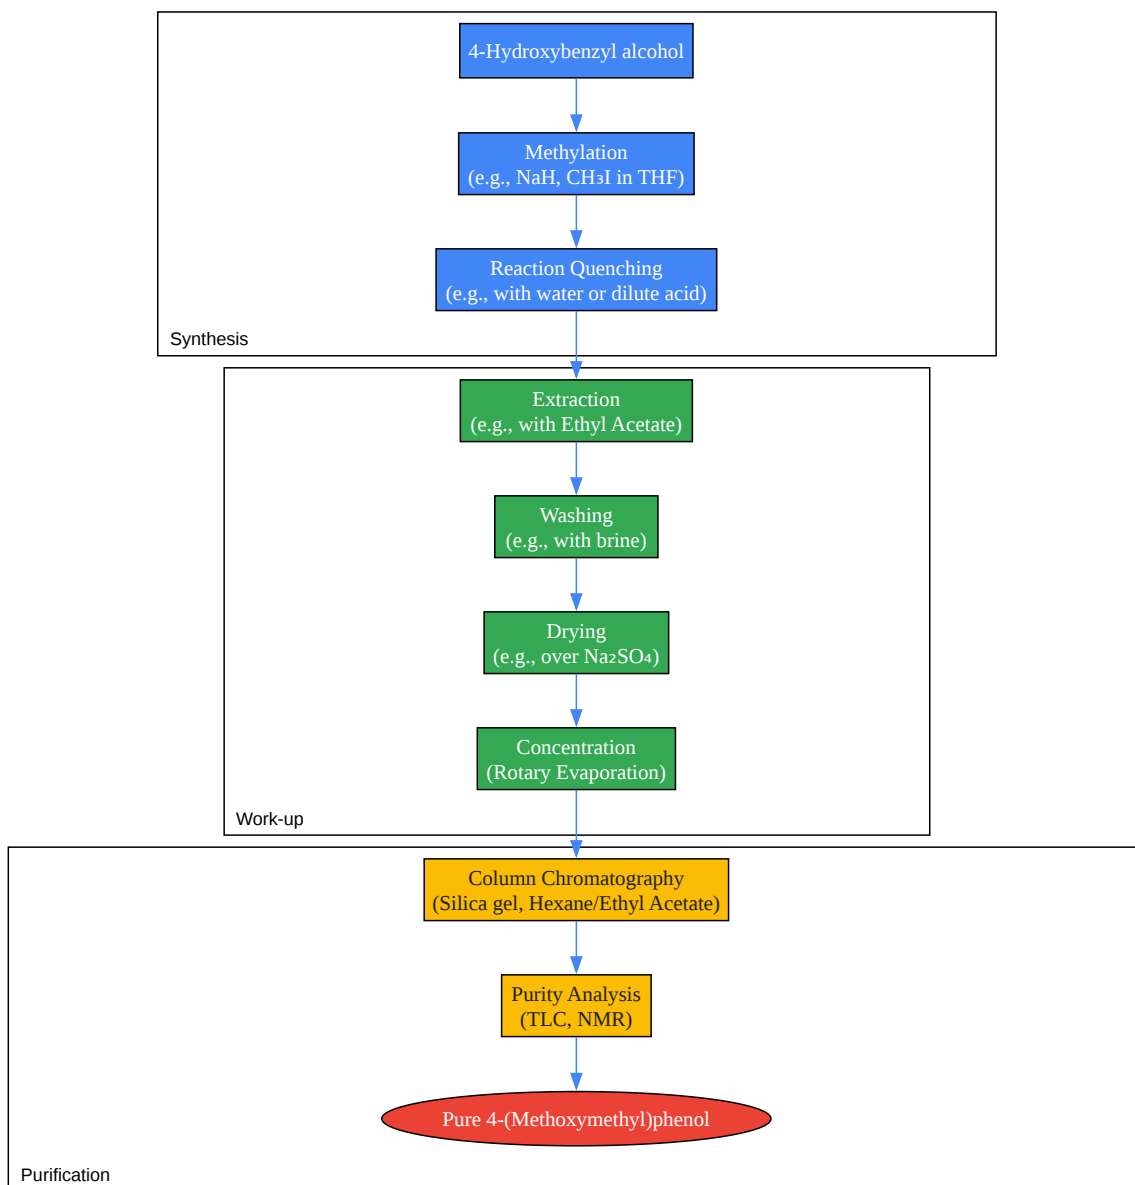 4-Hydroxybenzyl alcohol
Methylation
(e.g., NaH, CH₃I in THF)
Reaction Quenching
(e.g., with water or dilute acid)
Synthesis
Extraction
(e.g., with Ethyl Acetate)
Washing
(e.g., with brine)
Drying
(e.g., over Na₂SO₄)
Concentration
(Rotary Evaporation)
Work-up
Column Chromatography
(Silica gel, Hexane/Ethyl Acetate)
Purity Analysis
(TLC, NMR)
Pure 4-(Methoxymethyl)phenol
Purification